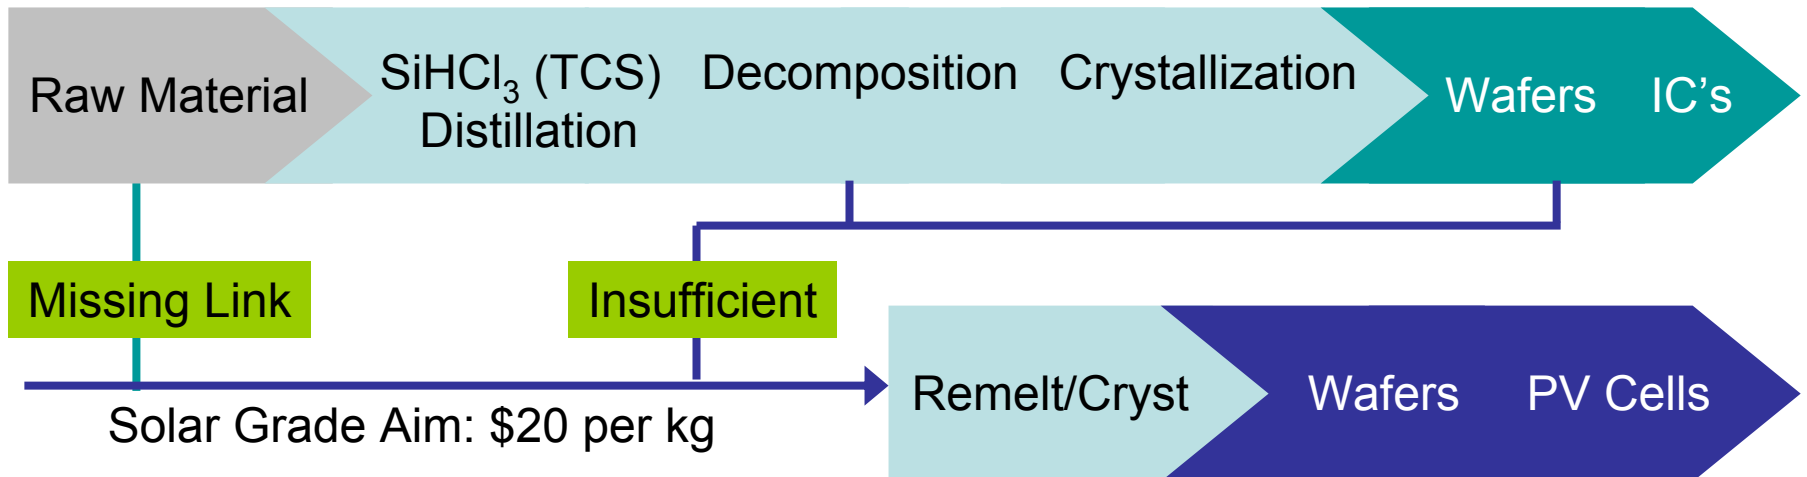 Raw Material
SiHCl₃ (TCS)
Distillation
Decomposition
Crystallization
Wafers
IC’s
Missing Link
Insufficient
Solar Grade Aim: $20 per kg
Remelt/Cryst
Wafers
PV Cells